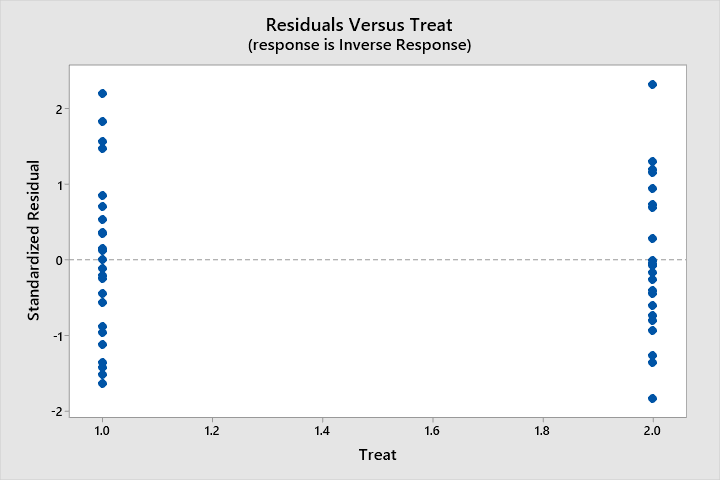 Residuals Versus Treat
(response is Inverse Response)
Standardized Residual
2
1
0
-1
-2
1.0 1.2 1.4 1.6 1.8 2.0
Treat